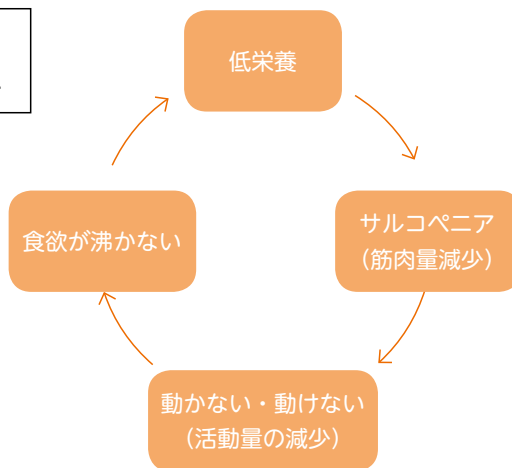 低栄養
サルコペニア
（筋肉量減少）
動かない・動けない
（活動量の減少）
食欲が沸かない